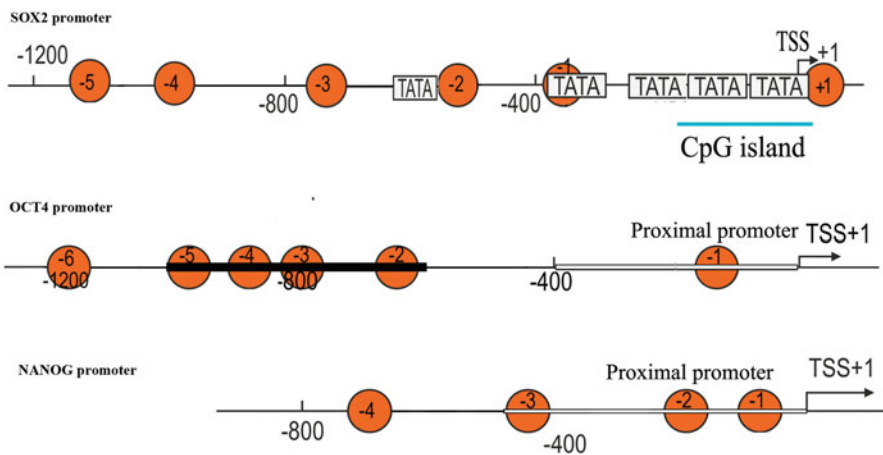 SOX2 promoter
-1200 TSS +1
-5 -4 -3 TATA -2 -1 TATA TATA TATA TATA +1
-800 -400
CpG island
OCT4 promoter
Proximal promoter TSS+1
-6 -5 -4 -3 -2 -1
-1200 -800 -400
NANOG promoter
Proximal promoter TSS+1
-4 -3 -2 -1
-800 -400